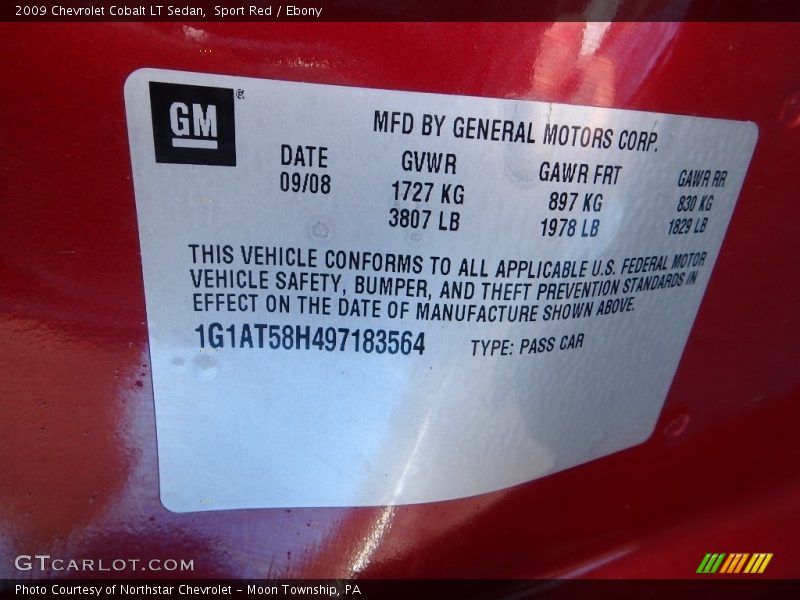 2009 Chevrolet Cobalt LT Sedan, Sport Red / Ebony
GM®
MFD BY GENERAL MOTORS CORP.
DATE GVWR GAWR FRT GAWR RR
09/08 1727 KG 897 KG 830 KG
3807 LB 1978 LB 1829 LB
THIS VEHICLE CONFORMS TO ALL APPLICABLE U.S. FEDERAL MOTOR
VEHICLE SAFETY, BUMPER, AND THEFT PREVENTION STANDARDS IN
EFFECT ON THE DATE OF MANUFACTURE SHOWN ABOVE.
1G1AT58H497183564 TYPE: PASS CAR
GTCARLOT.COM
Photo Courtesy of Northstar Chevrolet - Moon Township, PA